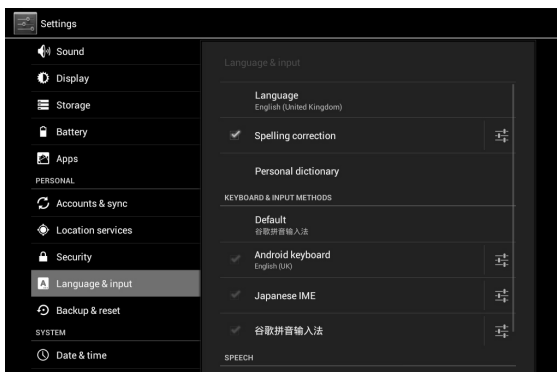 Settings
Sound
Display
Storage
Battery
Apps
PERSONAL
Accounts & sync
Location services
Security
A Language & input
Backup & reset
SYSTEM
Date & time
Language & input
Language
English (United Kingdom)
Spelling correction
Personal dictionary
KEYBOARD & INPUT METHODS
Default
谷歌拼音输入法
Android keyboard
English (UK)
Japanese IME
谷歌拼音输入法
SPEECH